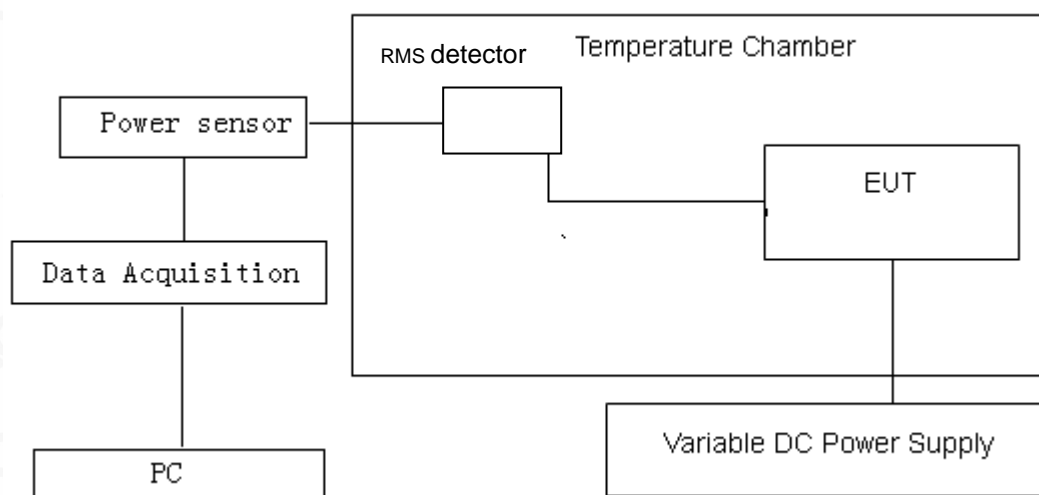 Temperature Chamber
RMS detector
Power sensor
EUT
Data Acquisition
Variable DC Power Supply
PC